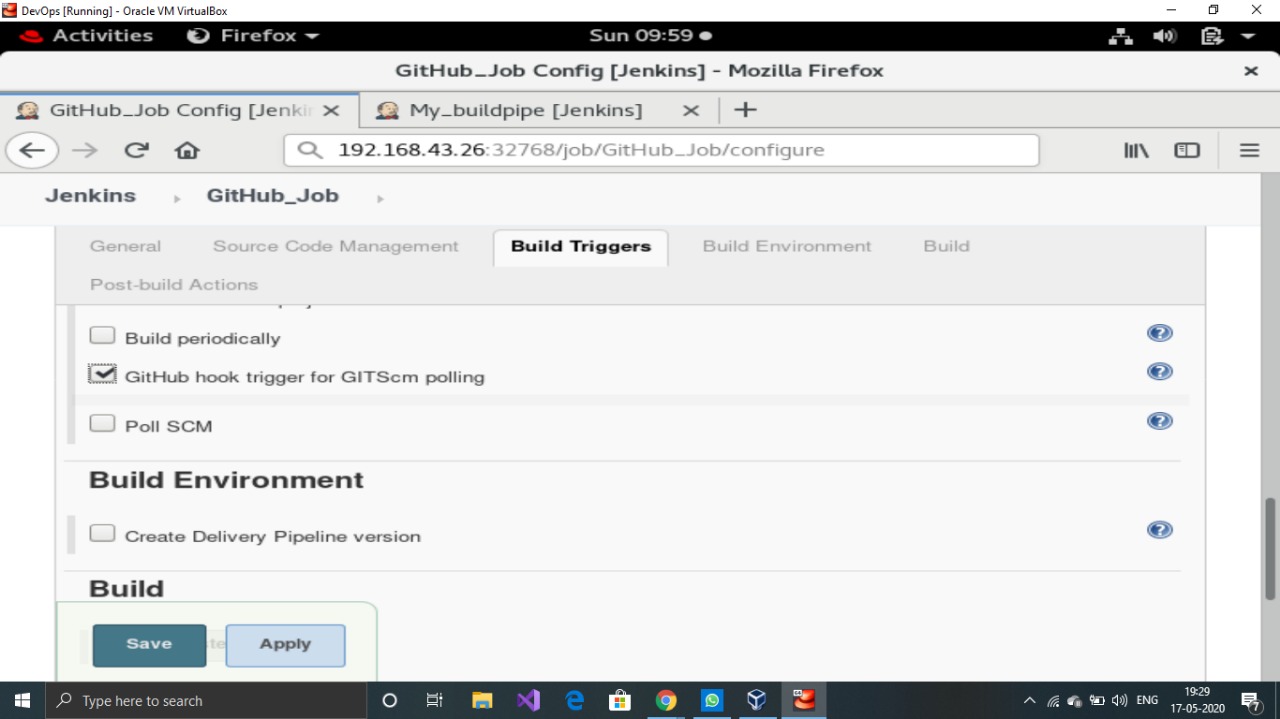 DevOps [Running] - Oracle VM VirtualBox
Activities Firefox Sun 09:59
GitHub_Job Config [Jenkins] - Mozilla Firefox
GitHub_Job Config [Jenki My_buildpipe [Jenkins]
192.168.43.26:32768/job/GitHub_Job/configure
Jenkins GitHub_Job
General Source Code Management Build Triggers Build Environment Build
Post-build Actions
Build periodically
GitHub hook trigger for GITScm polling
Poll SCM
Build Environment
Create Delivery Pipeline version
Build
Save Apply
Type here to search
ENG
19:29
17-05-2020
7